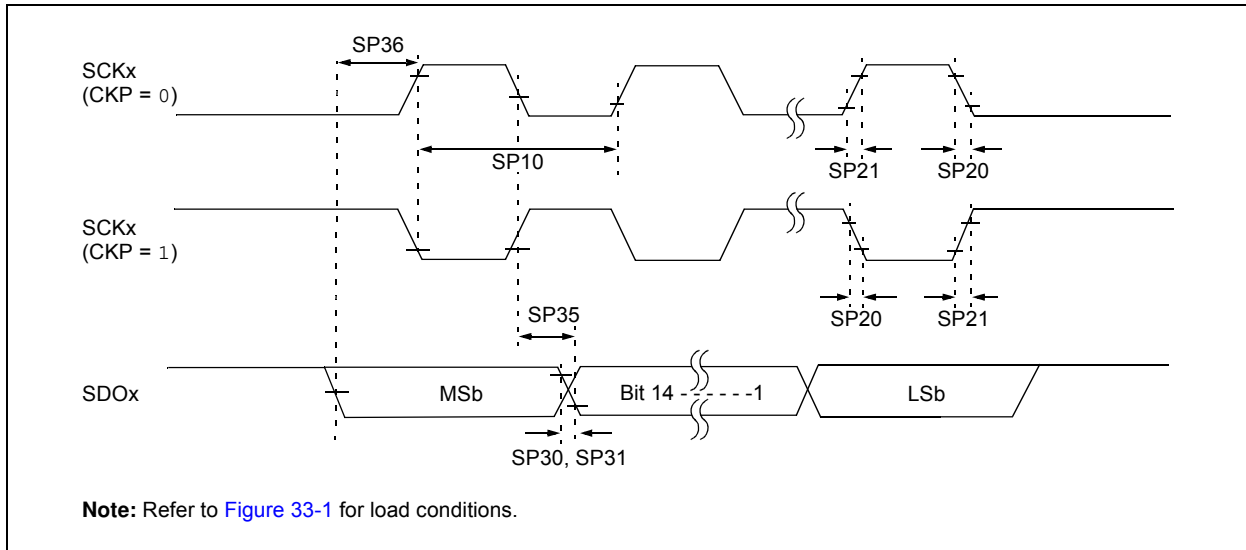 SP36
SCKx
(CKP = 0)
SP10
SP21
SP20
SCKx
(CKP = 1)
SP35
SP20
SP21
SDOx
MSb
Bit 14 - - - - - -1
LSb
SP30, SP31
Note: Refer to Figure 33-1 for load conditions.